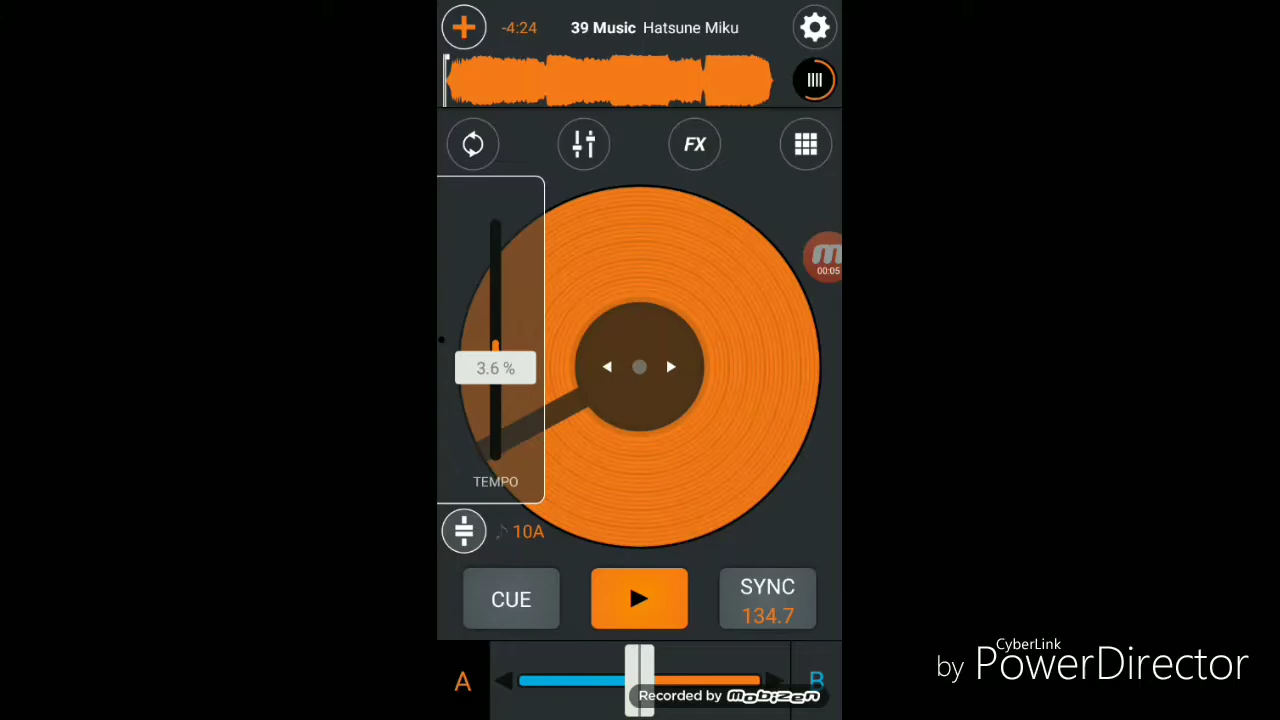 -4:24 39 Music Hatsune Miku
FX
00:05
3.6 %
TEMPO
10A
CUE
SYNC
134.7
A
B
Recorded by Mobizen
CyberLink
by PowerDirector